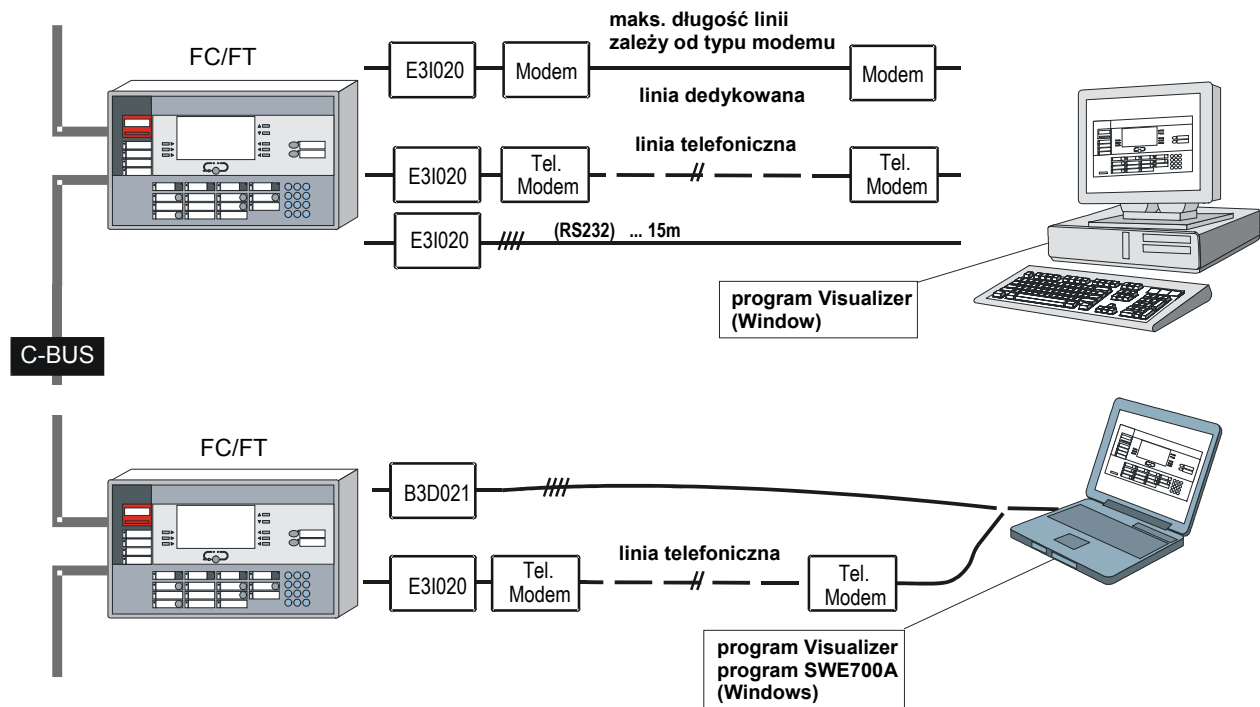 maks. długość linii
zależy od typu modemu
FC/FT
E3I020
Modem
Modem
linia dedykowana
linia telefoniczna
E3I020
Tel.
Modem
Tel.
Modem
E3I020
(RS232) ... 15m
program Visualizer
(Window)
C-BUS
FC/FT
B3D021
E3I020
Tel.
Modem
linia telefoniczna
Tel.
Modem
program Visualizer
program SWE700A
(Windows)